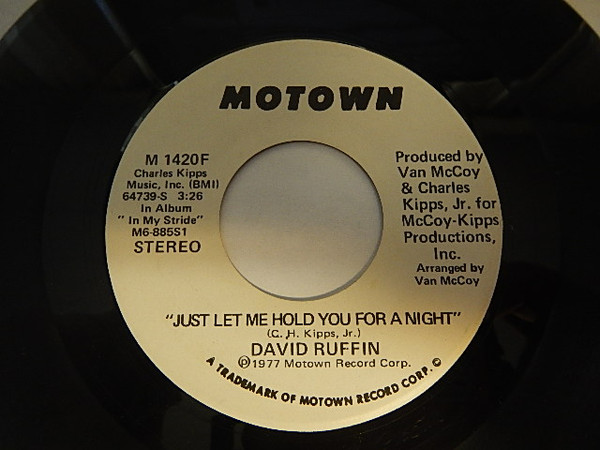 MOTOWN
M 1420F
Charles Kipps
Music, Inc. (BMI)
64739-S 3:26
In Album
"In My Stride"
M6-885S1
STEREO
Produced by
Van McCoy
& Charles
Kipps, Jr. for
McCoy-Kipps
Productions,
Inc.
Arranged by
Van McCoy
"JUST LET ME HOLD YOU FOR A NIGHT"
(C. H. Kipps, Jr.)
DAVID RUFFIN
℗1977 Motown Record Corp.
A TRADEMARK OF MOTOWN RECORD CORP. ©